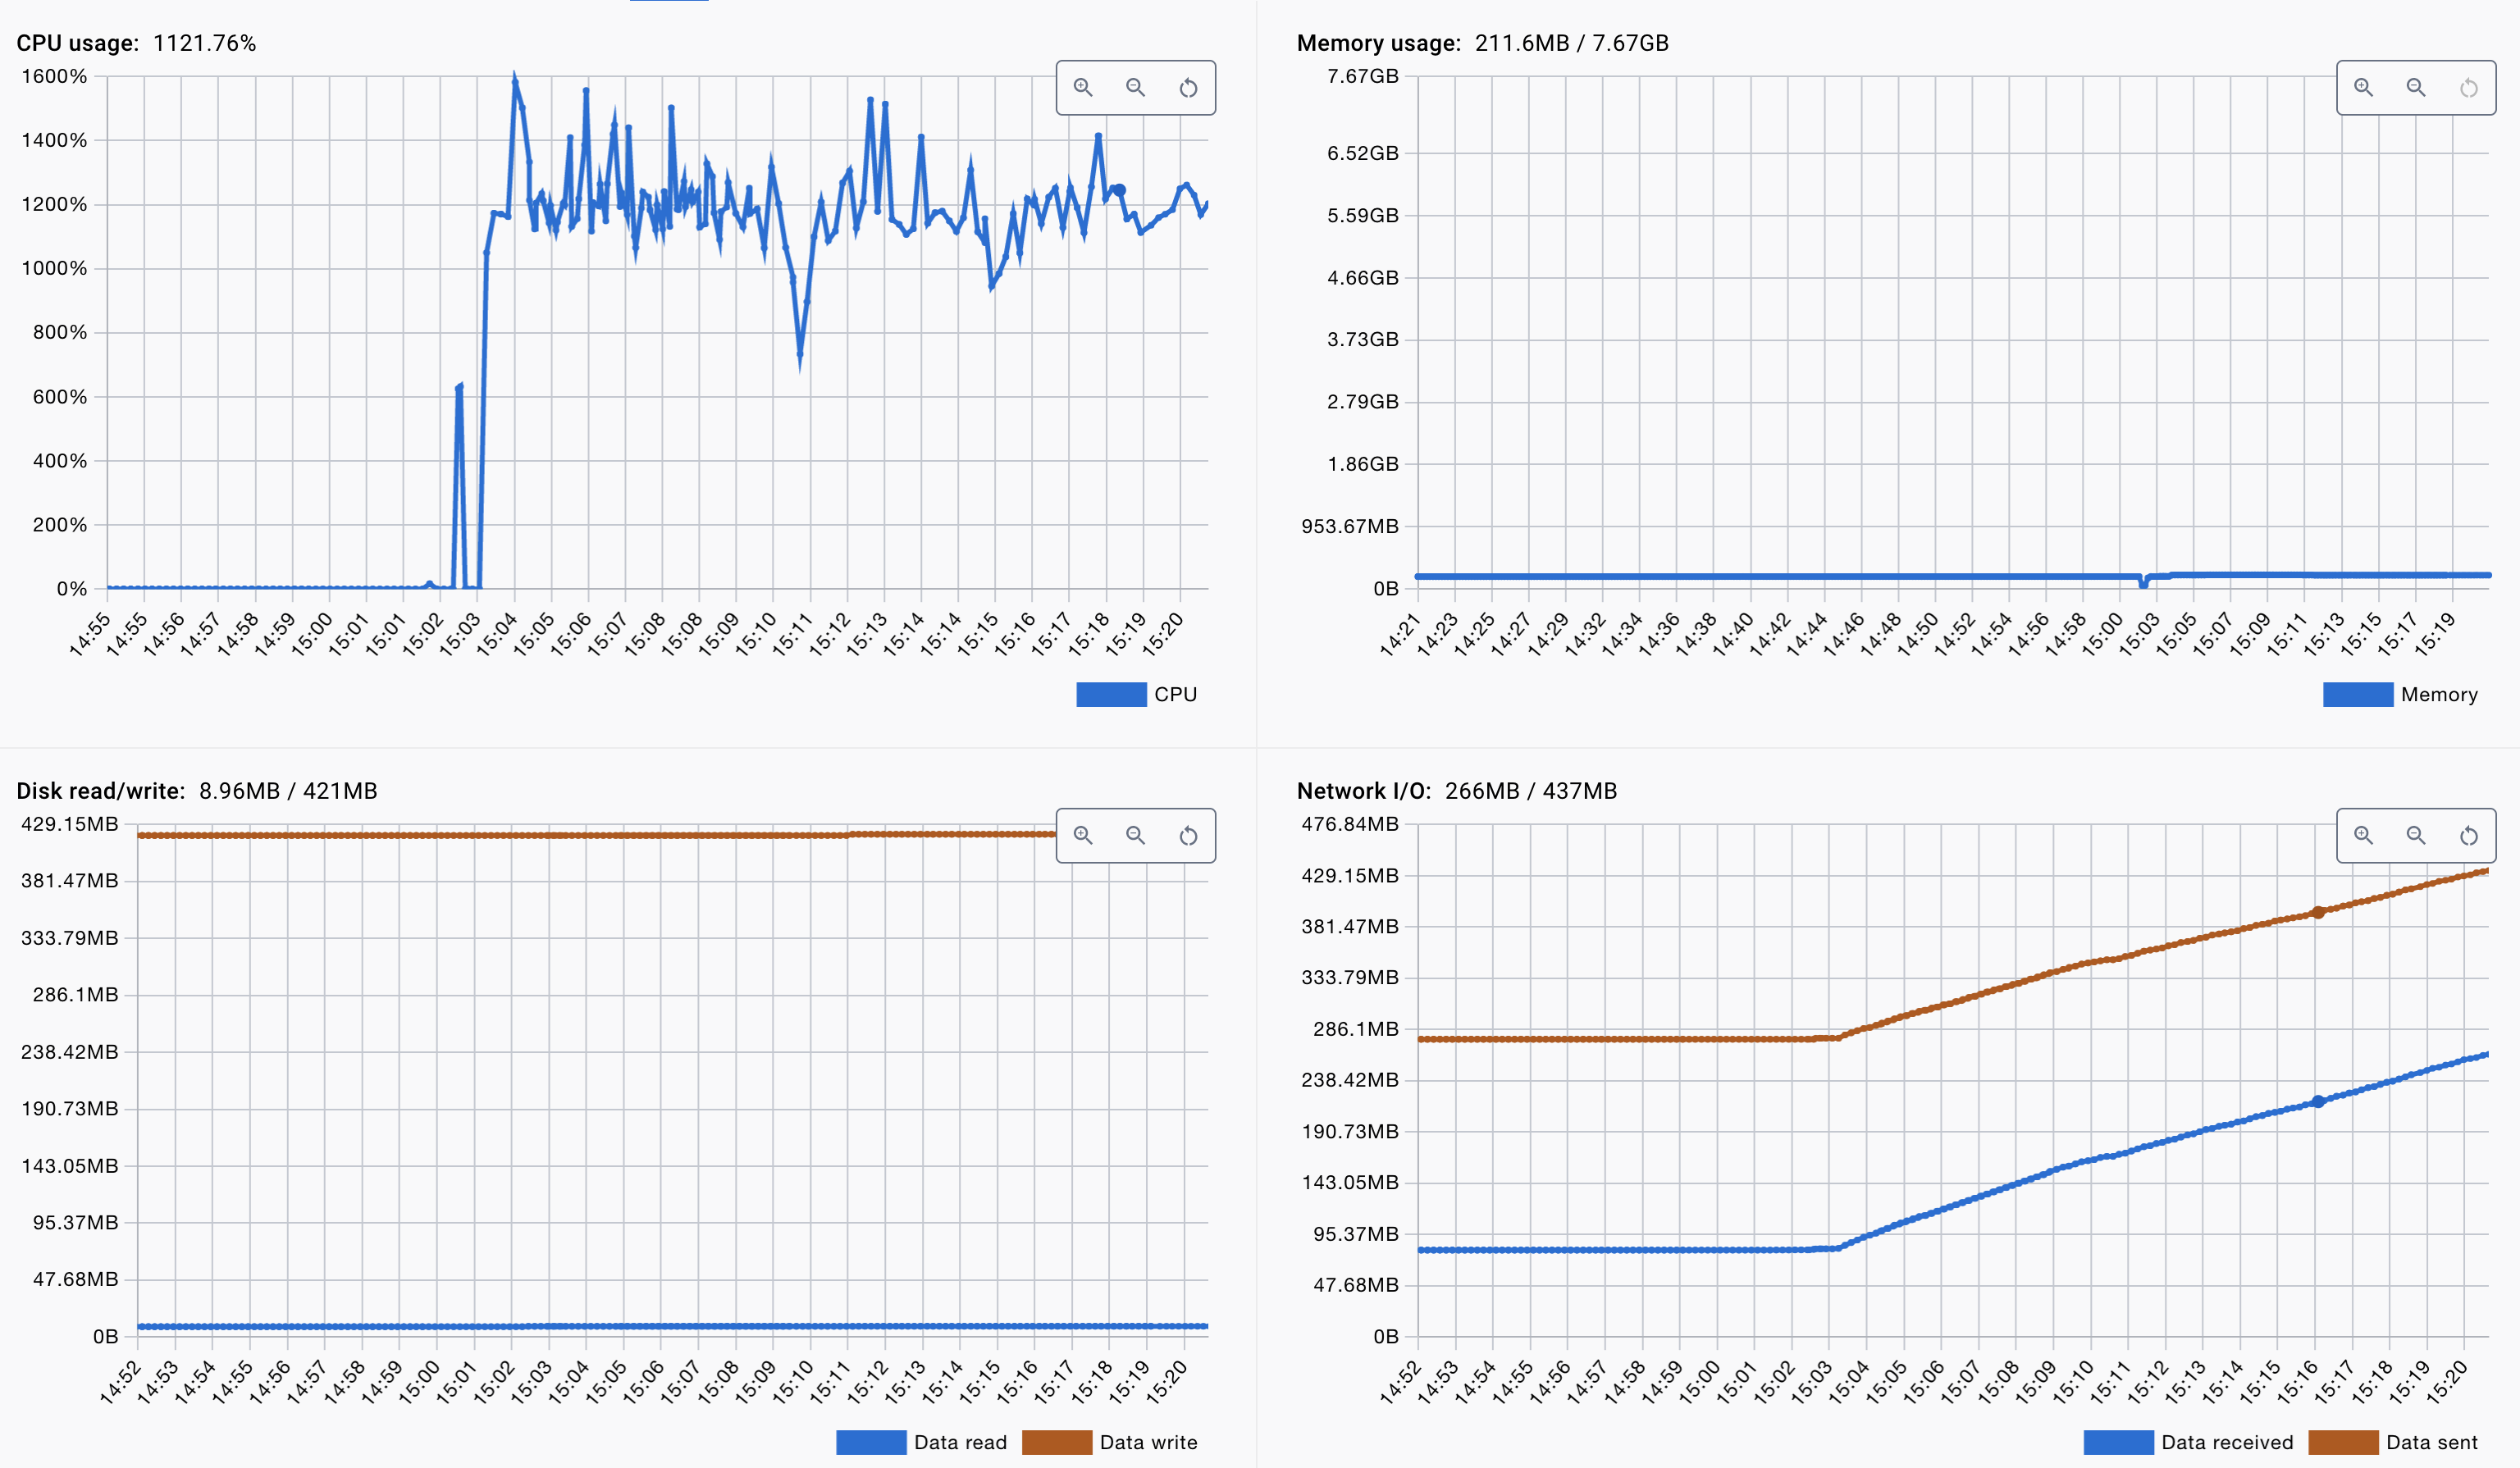 CPU usage: 1121.76%
1600%
1400%
1200%
1000%
800%
600%
400%
200%
0%
14:55 14:55 14:56 14:57 14:58 14:59 15:00 15:01 15:01 15:02 15:03 15:04 15:05 15:06 15:07 15:08 15:08 15:09 15:10 15:11 15:12 15:13 15:14 15:14 15:15 15:16 15:17 15:18 15:19 15:20
CPU
Memory usage: 211.6MB / 7.67GB
7.67GB
6.52GB
5.59GB
4.66GB
3.73GB
2.79GB
1.86GB
953.67MB
0B
14:21 14:23 14:25 14:27 14:29 14:32 14:34 14:36 14:38 14:40 14:42 14:44 14:46 14:48 14:50 14:52 14:54 14:56 14:58 15:00 15:03 15:05 15:07 15:09 15:11 15:13 15:15 15:17 15:19
Memory
Disk read/write: 8.96MB / 421MB
429.15MB
381.47MB
333.79MB
286.1MB
238.42MB
190.73MB
143.05MB
95.37MB
47.68MB
0B
14:52 14:53 14:54 14:55 14:56 14:57 14:58 14:59 15:00 15:01 15:02 15:03 15:04 15:05 15:06 15:07 15:08 15:09 15:10 15:11 15:12 15:13 15:14 15:15 15:16 15:17 15:18 15:19 15:20
Data read Data write
Network I/O: 266MB / 437MB
476.84MB
429.15MB
381.47MB
333.79MB
286.1MB
238.42MB
190.73MB
143.05MB
95.37MB
47.68MB
0B
14:52 14:53 14:54 14:55 14:56 14:57 14:58 14:59 15:00 15:01 15:02 15:03 15:04 15:05 15:06 15:07 15:08 15:09 15:10 15:11 15:12 15:13 15:14 15:15 15:16 15:17 15:18 15:19 15:20
Data received Data sent